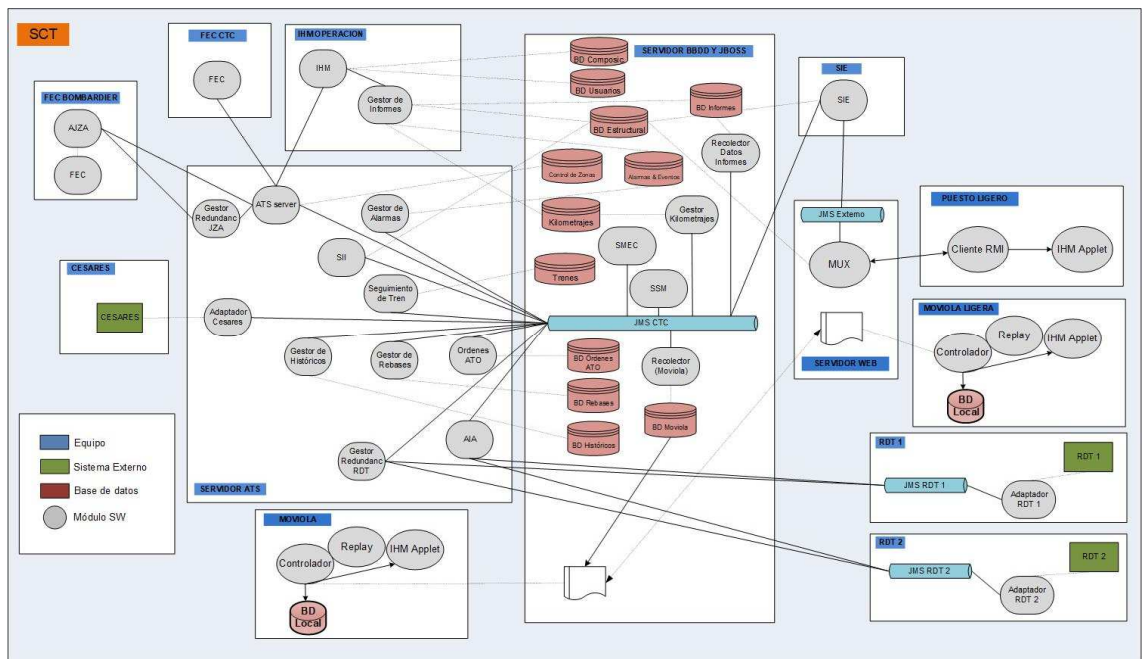 SCT
FEC CTC
FEC
IHM OPERACION
IHM
Gestor de
Informes
SERVIDOR BBDD Y JBOSS
BD Composic
BD Usuarios
BD Informes
BD Estructural
Recolector
Datos
Informes
Control de Zonas
Alarmas & Eventos
Kilometrajes
Gestor
Kilometrajes
SMEC
SSM
Trenes
JMS CTC
BD Ordenes
ATO
Recolector
(Moviola)
BD Rebases
BD Moviola
BD Históricos
SIE
SIE
FEC BOMBARDIER
AJZA
FEC
Gestor
Redundanc
JZA
ATS server
Gestor de
Alarmas
SII
Seguimiento
de Tren
Adaptador
Cesares
Gestor de
Históricos
Gestor de
Rebases
Ordenes
ATO
AIA
Gestor
Redundanc
RDT
SERVIDOR ATS
CESARES
CESARES
JMS Externo
MUX
SERVIDOR WEB
PUESTO LIGERO
Cliente RMI
IHM Applet
MOVIOLA LIGERA
Controlador
Replay
IHM Applet
BD
Local
RDT 1
RDT 1
JMS RDT 1
Adaptador
RDT 1
RDT 2
RDT 2
JMS RDT 2
Adaptador
RDT 2
Equipo
Sistema Externo
Base de datos
Módulo SW
MOVIOLA
Controlador
Replay
IHM Applet
BD
Local